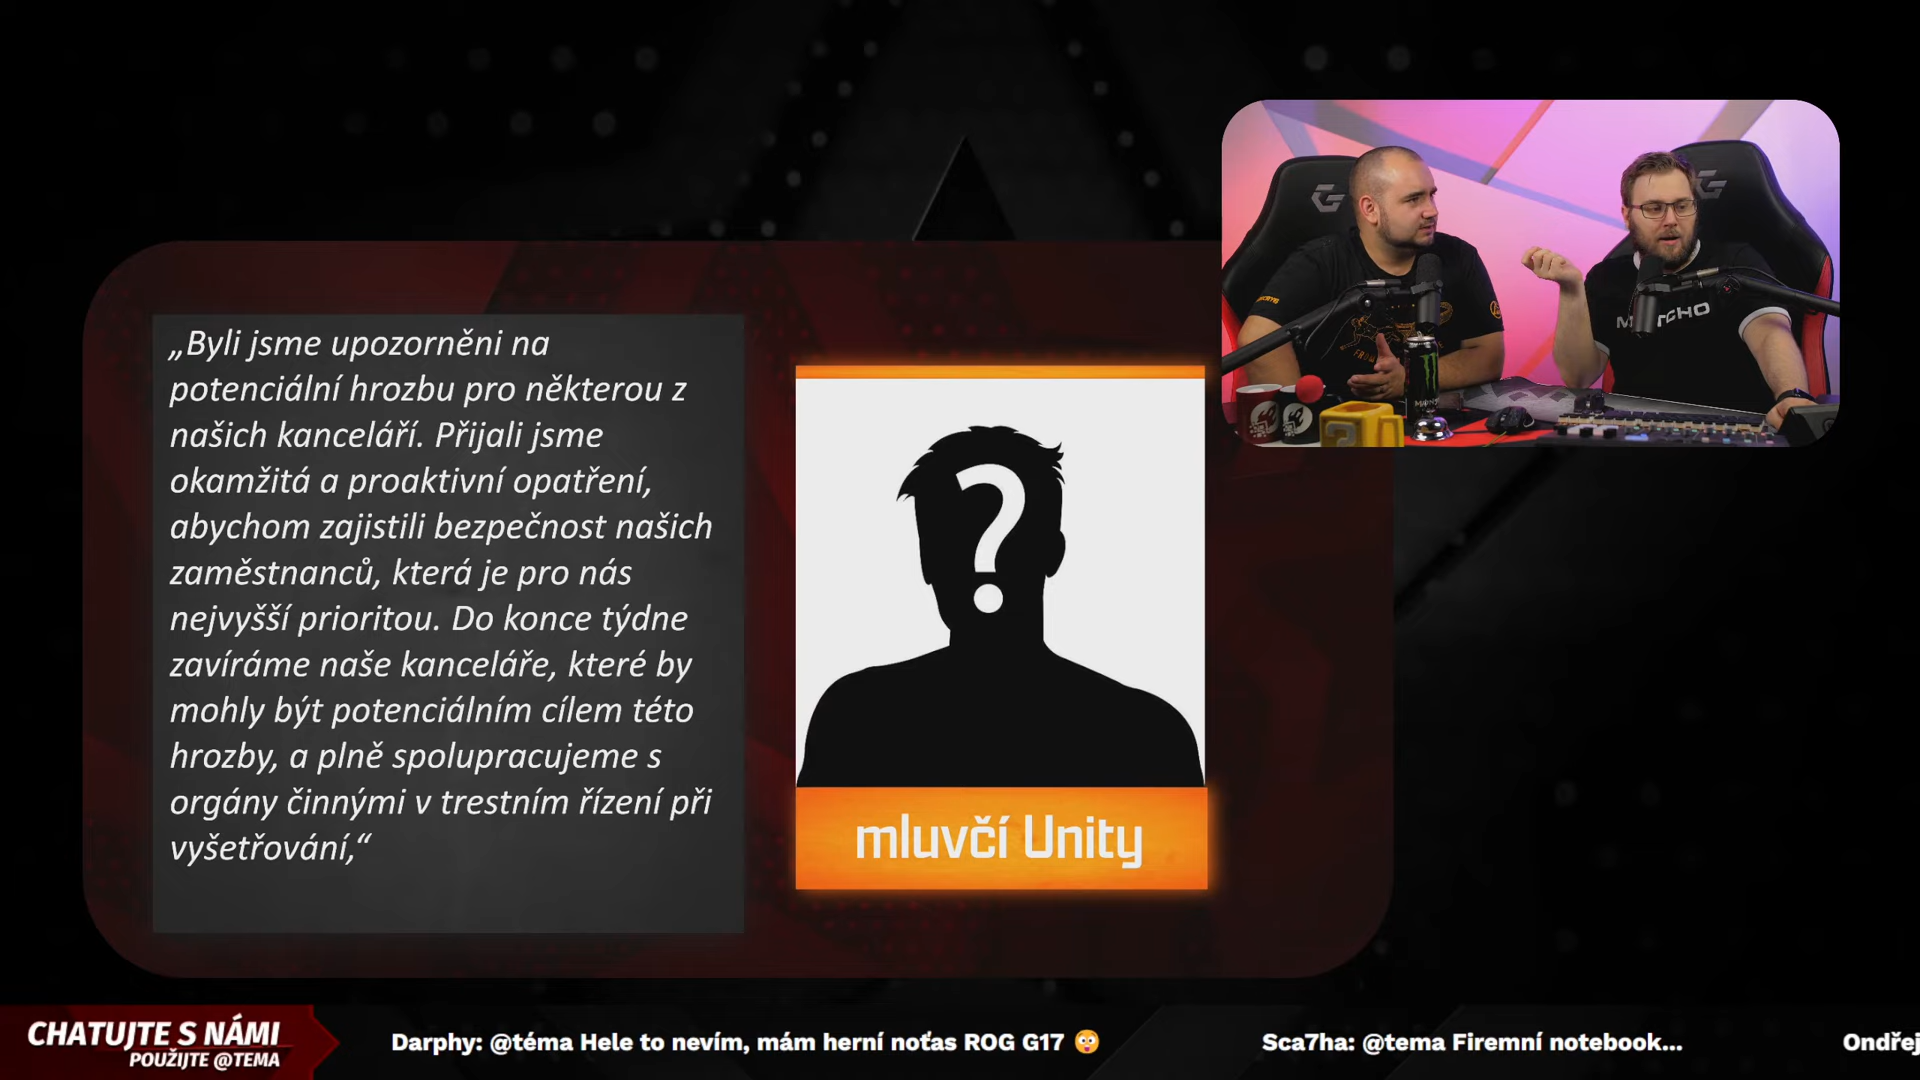 „Byli jsme upozorněni na
potenciální hrozbu pro některou z
našich kanceláří. Přijali jsme
okamžitá a proaktivní opatření,
abychom zajistili bezpečnost našich
zaměstnanců, která je pro nás
nejvyšší prioritou. Do konce týdne
zavíráme naše kanceláře, které by
mohly být potenciálním cílem této
hrozby, a plně spolupracujeme s
orgány činnými v trestním řízení při
vyšetřování,“
?
mluvčí Unity
CHATUJTE S NÁMI
POUŽIJTE @TEMA
Darphy: @téma Hele to nevím, mám herní noťas ROG G17 😳
Sca7ha: @tema Firemní notebook...
Ondřej